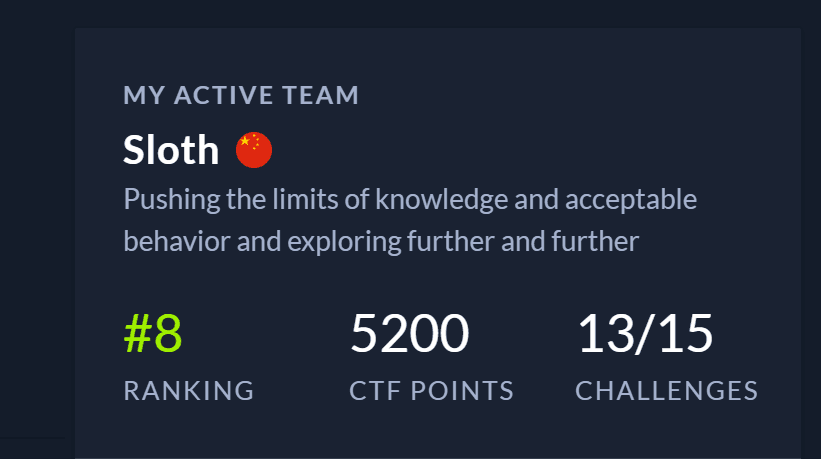 MY ACTIVE TEAM
Sloth
Pushing the limits of knowledge and acceptable
behavior and exploring further and further
#8 5200 13/15
RANKING CTF POINTS CHALLENGES